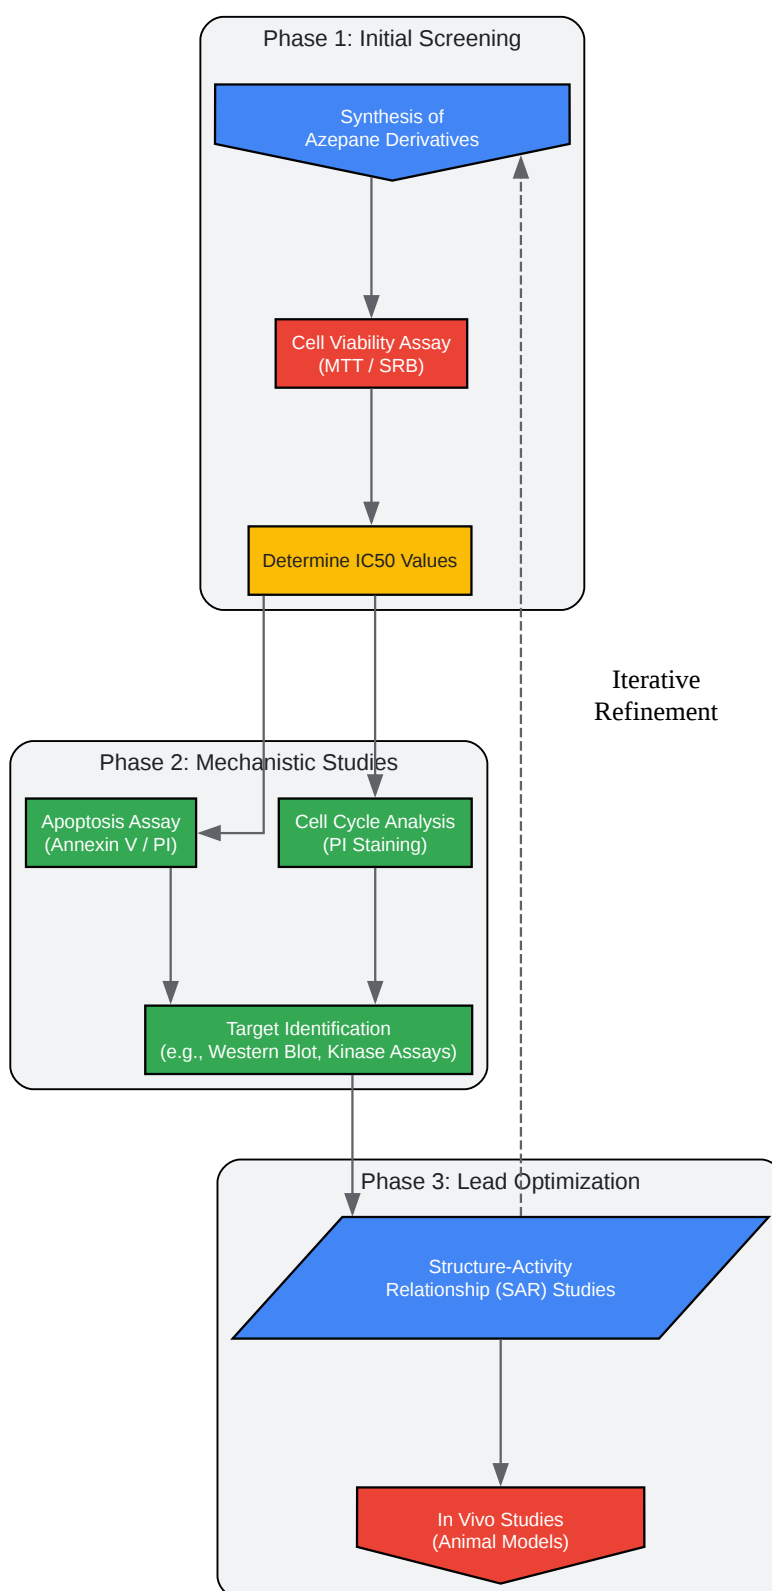 Phase 1: Initial Screening
Synthesis of
Azepane Derivatives
Cell Viability Assay
(MTT / SRB)
Determine IC50 Values
Iterative
Refinement
Phase 2: Mechanistic Studies
Apoptosis Assay
(Annexin V / PI)
Cell Cycle Analysis
(PI Staining)
Target Identification
(e.g., Western Blot, Kinase Assays)
Phase 3: Lead Optimization
Structure-Activity
Relationship (SAR) Studies
In Vivo Studies
(Animal Models)